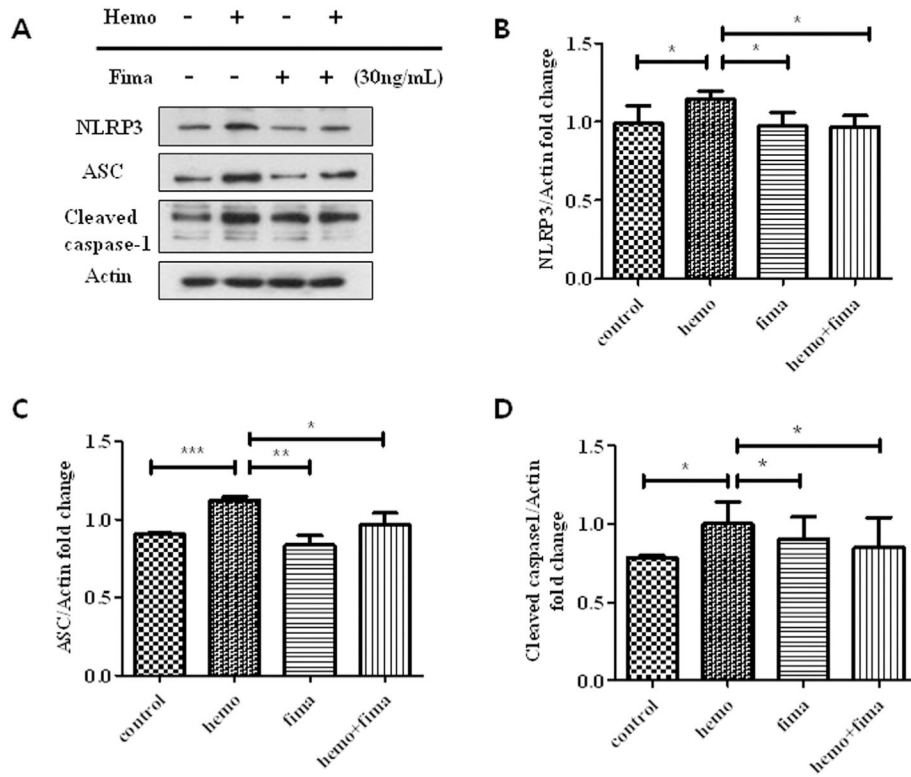 A
Hemo - + - +
Fima - - + + (30ng/mL)
NLRP3
ASC
Cleaved
caspase-1
Actin
B
NLRP3/Actin fold change
1.5
1.0
0.5
0.0
* * *
control hemo fima hemo+fima
C
ASC/Actin fold change
1.5
1.0
0.5
0.0
*** ** *
control hemo fima hemo+fima
D
Cleaved caspase1/Actin
fold change
1.5
1.0
0.5
0.0
* * *
control hemo fima hemo+fima